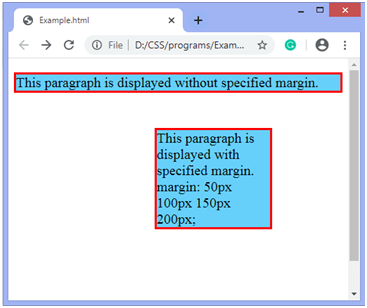 Example.html
File
D:/CSS/programs/Exam...
This paragraph is displayed without specified margin.
This paragraph is
displayed with
specified margin.
margin: 50px
100px 150px
200px;